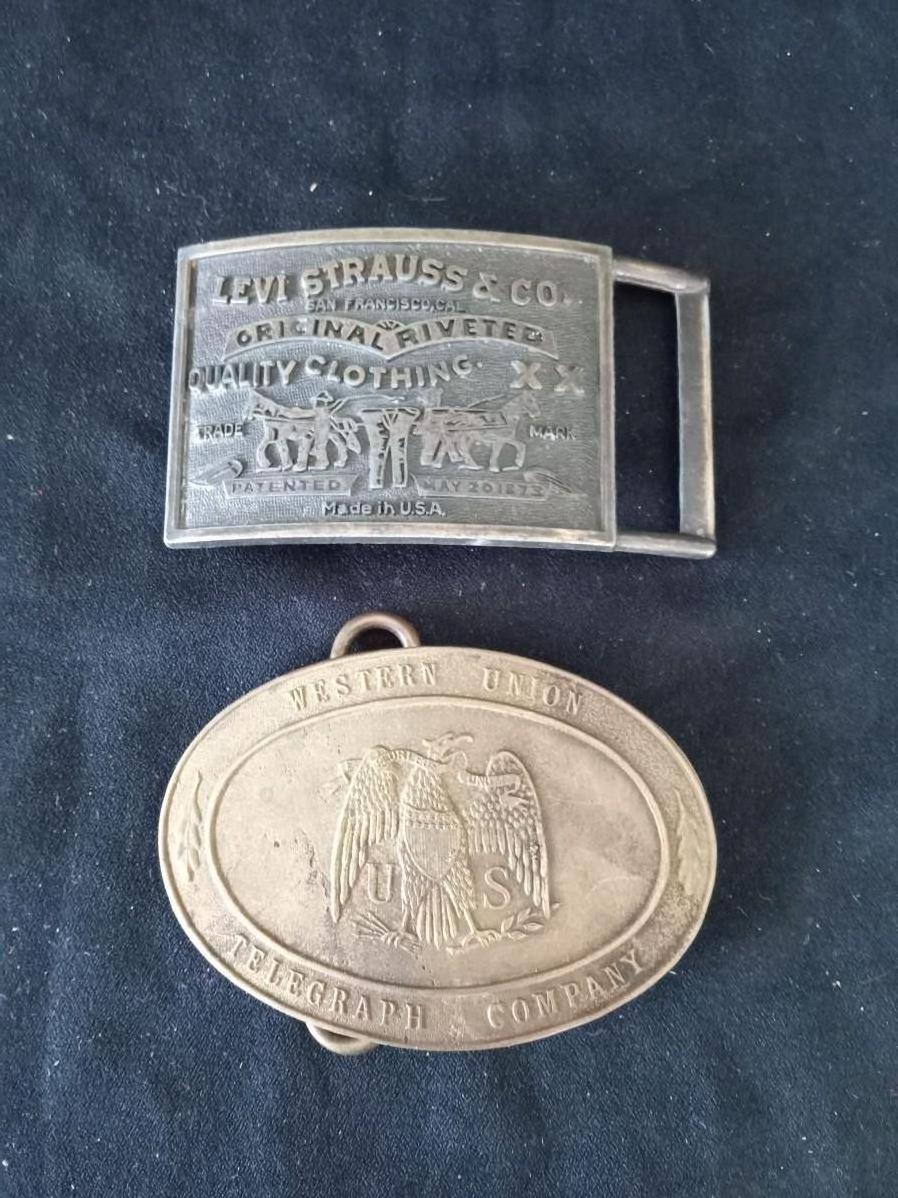 LEVI STRAUSS & CO.
SAN FRANCISCO, CAL.
ORIGINAL RIVETED
QUALITY CLOTHING. XX
TRADE MARK
PATENTED MAY 20 1873
Made in U.S.A.
WESTERN UNION
U S
TELEGRAPH COMPANY